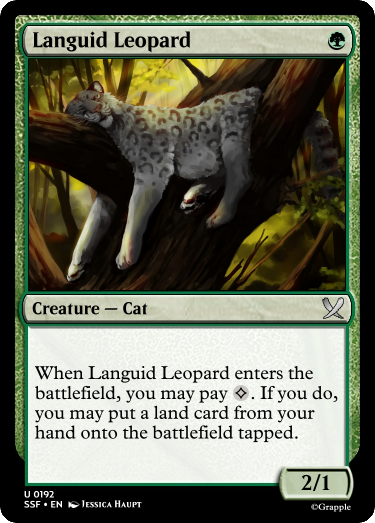 Languid Leopard
Creature — Cat
When Languid Leopard enters the
battlefield, you may pay . If you do,
you may put a land card from your
hand onto the battlefield tapped.
2/1
U 0192
SSF • EN Jessica Haupt
©Grapple